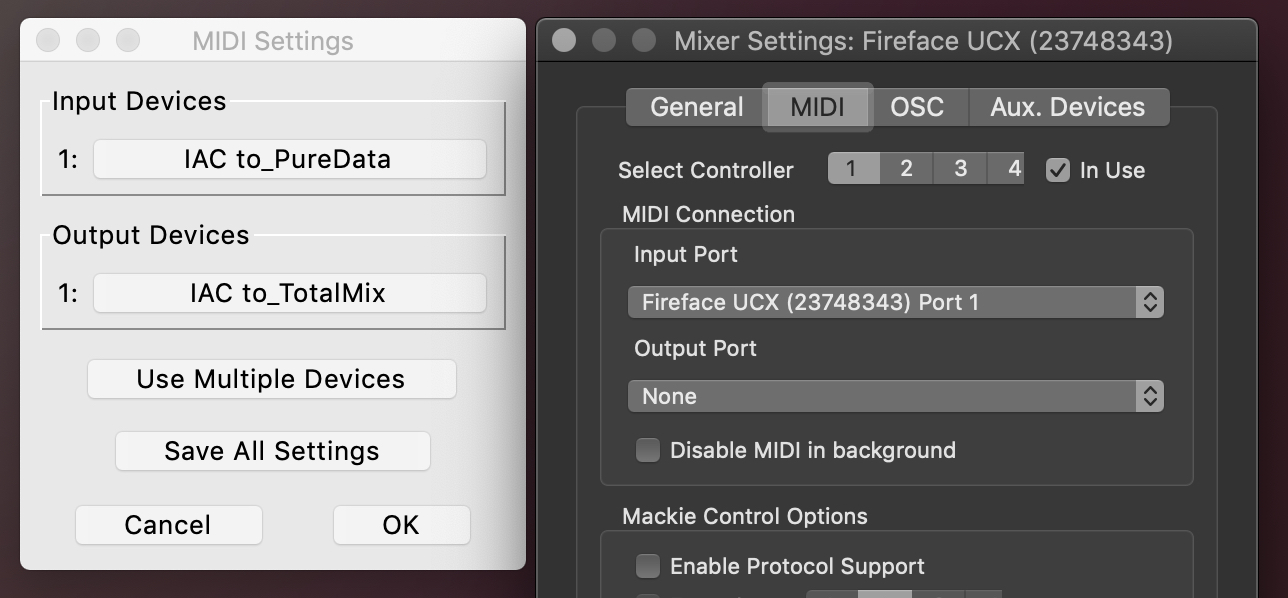 MIDI Settings
Input Devices
1: IAC to_PureData
Output Devices
1: IAC to_TotalMix
Use Multiple Devices
Save All Settings
Cancel OK
Mixer Settings: Fireface UCX (23748343)
General MIDI OSC Aux. Devices
Select Controller 1 2 3 4 In Use
MIDI Connection
Input Port
Fireface UCX (23748343) Port 1
Output Port
None
Disable MIDI in background
Mackie Control Options
Enable Protocol Support